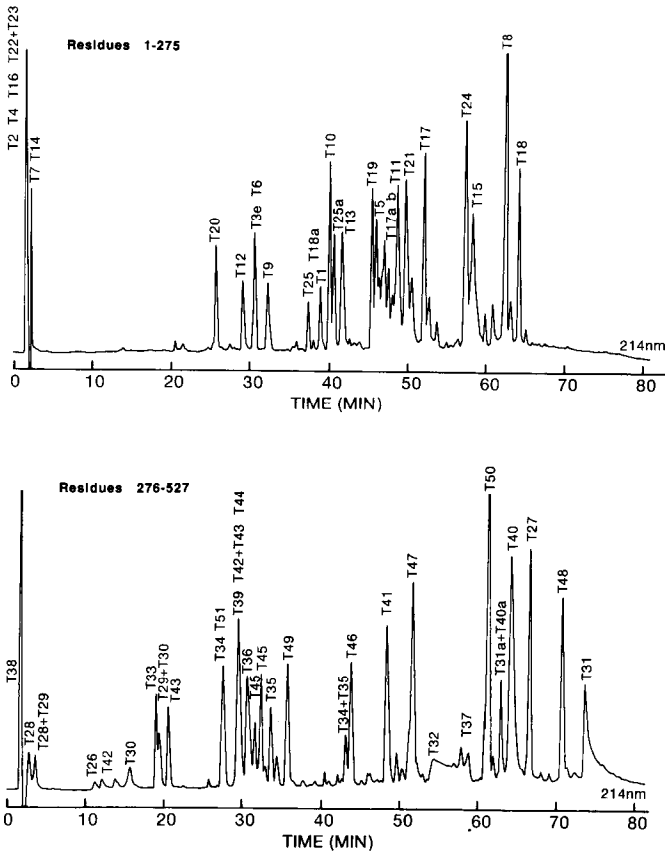 Residues 1-275
T2 T4 T16 T22+T23
T7 T14
T20
T12
T3e T6
T9
T25
T18a
T1
T10
T25a
T13
T19
T5
T17a b
T11
T21
T17
T24
T15
T8
T18
214nm
0 10 20 30 40 50 60 70 80
TIME (MIN)
Residues 276-527
T38
T28
T28+T29
T26
T42
T30
T33
T29+T30
T43
T34 T51
T39 T42+T43 T44
T36
T45
T45
T35
T49
T34+T35
T46
T41
T47
T32
T37
T50
T31a+T40a
T40
T27
T48
T31
214nm
0 10 20 30 40 50 60 70 80
TIME (MIN)